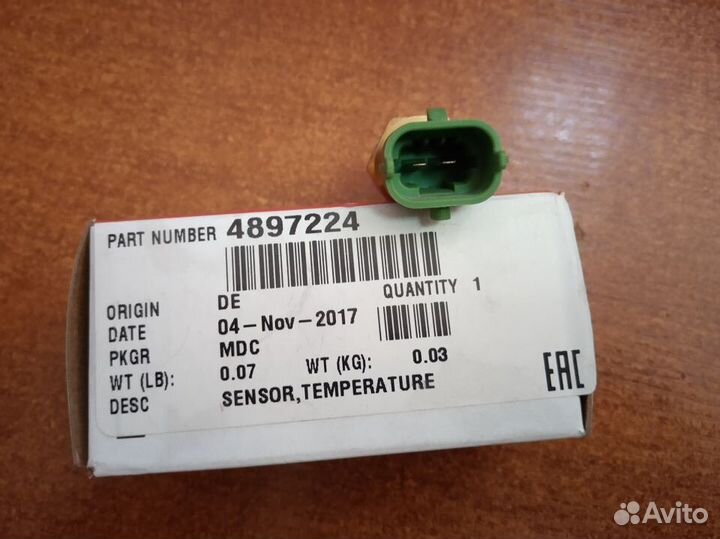 PART NUMBER 4897224
ORIGIN DE QUANTITY 1
DATE 04-Nov-2017
PKGR MDC
WT (LB): 0.07 WT (KG): 0.03
DESC SENSOR,TEMPERATURE
EAC
Avito